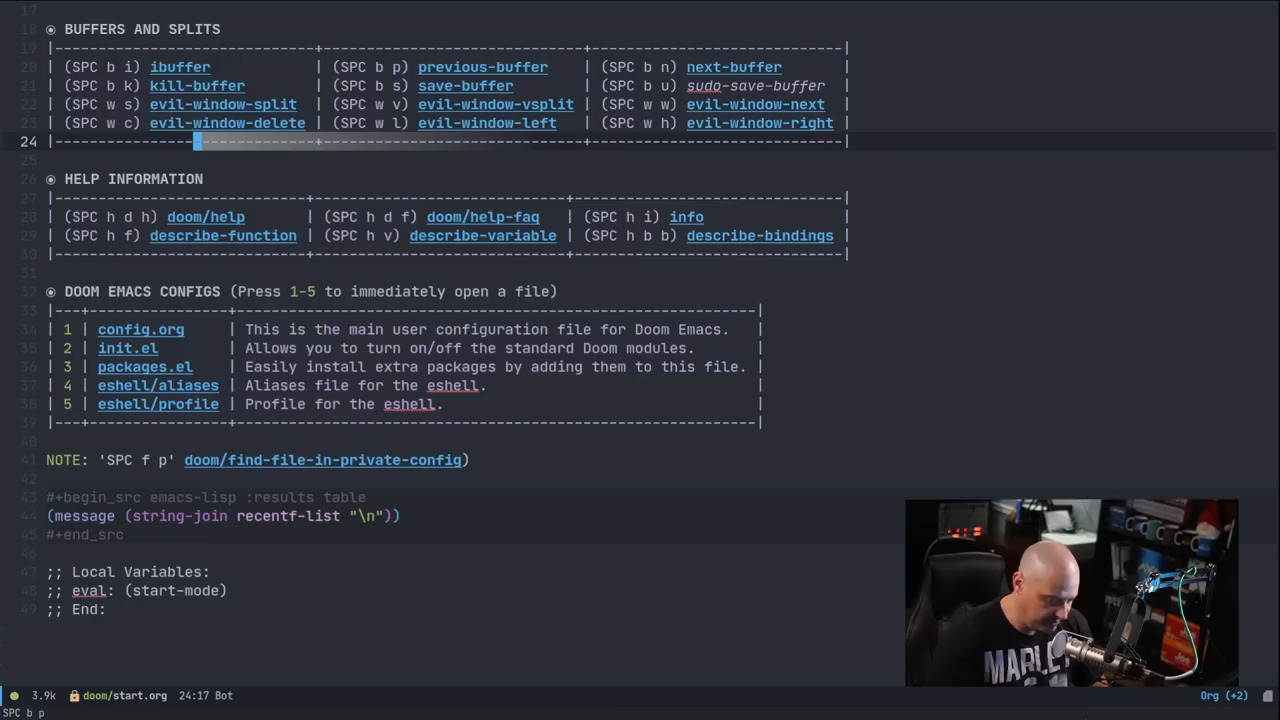 17
18 ◉ BUFFERS AND SPLITS
19 |------------------------------+------------------------------+-----------------------------|
20 | (SPC b i) ibuffer | (SPC b p) previous-buffer | (SPC b n) next-buffer |
21 | (SPC b k) kill-buffer | (SPC b s) save-buffer | (SPC b u) sudo-save-buffer |
22 | (SPC w s) evil-window-split | (SPC w v) evil-window-vsplit | (SPC w w) evil-window-next |
23 | (SPC w c) evil-window-delete | (SPC w l) evil-window-left | (SPC w h) evil-window-right |
24 |------------------------------+------------------------------+-----------------------------|
25
26 ◉ HELP INFORMATION
27 |-----------------------------+-----------------------------+-------------------------------|
28 | (SPC h d h) doom/help | (SPC h d f) doom/help-faq | (SPC h i) info |
29 | (SPC h f) describe-function | (SPC h v) describe-variable | (SPC h b b) describe-bindings |
30 |-----------------------------+-----------------------------+-------------------------------|
31
32 ◉ DOOM EMACS CONFIGS (Press 1-5 to immediately open a file)
33 |---+----------------+------------------------------------------------------------|
34 | 1 | config.org | This is the main user configuration file for Doom Emacs. |
35 | 2 | init.el | Allows you to turn on/off the standard Doom modules. |
36 | 3 | packages.el | Easily install extra packages by adding them to this file. |
37 | 4 | eshell/aliases | Aliases file for the eshell. |
38 | 5 | eshell/profile | Profile for the eshell. |
39 |---+----------------+------------------------------------------------------------|
40
41 NOTE: 'SPC f p' doom/find-file-in-private-config)
42
43 #+begin_src emacs-lisp :results table
44 (message (string-join recentf-list "\n"))
45 #+end_src
46
47 ;; Local Variables:
48 ;; eval: (start-mode)
49 ;; End:
3.9k doom/start.org 24:17 Bot Org (+2)
SPC b p